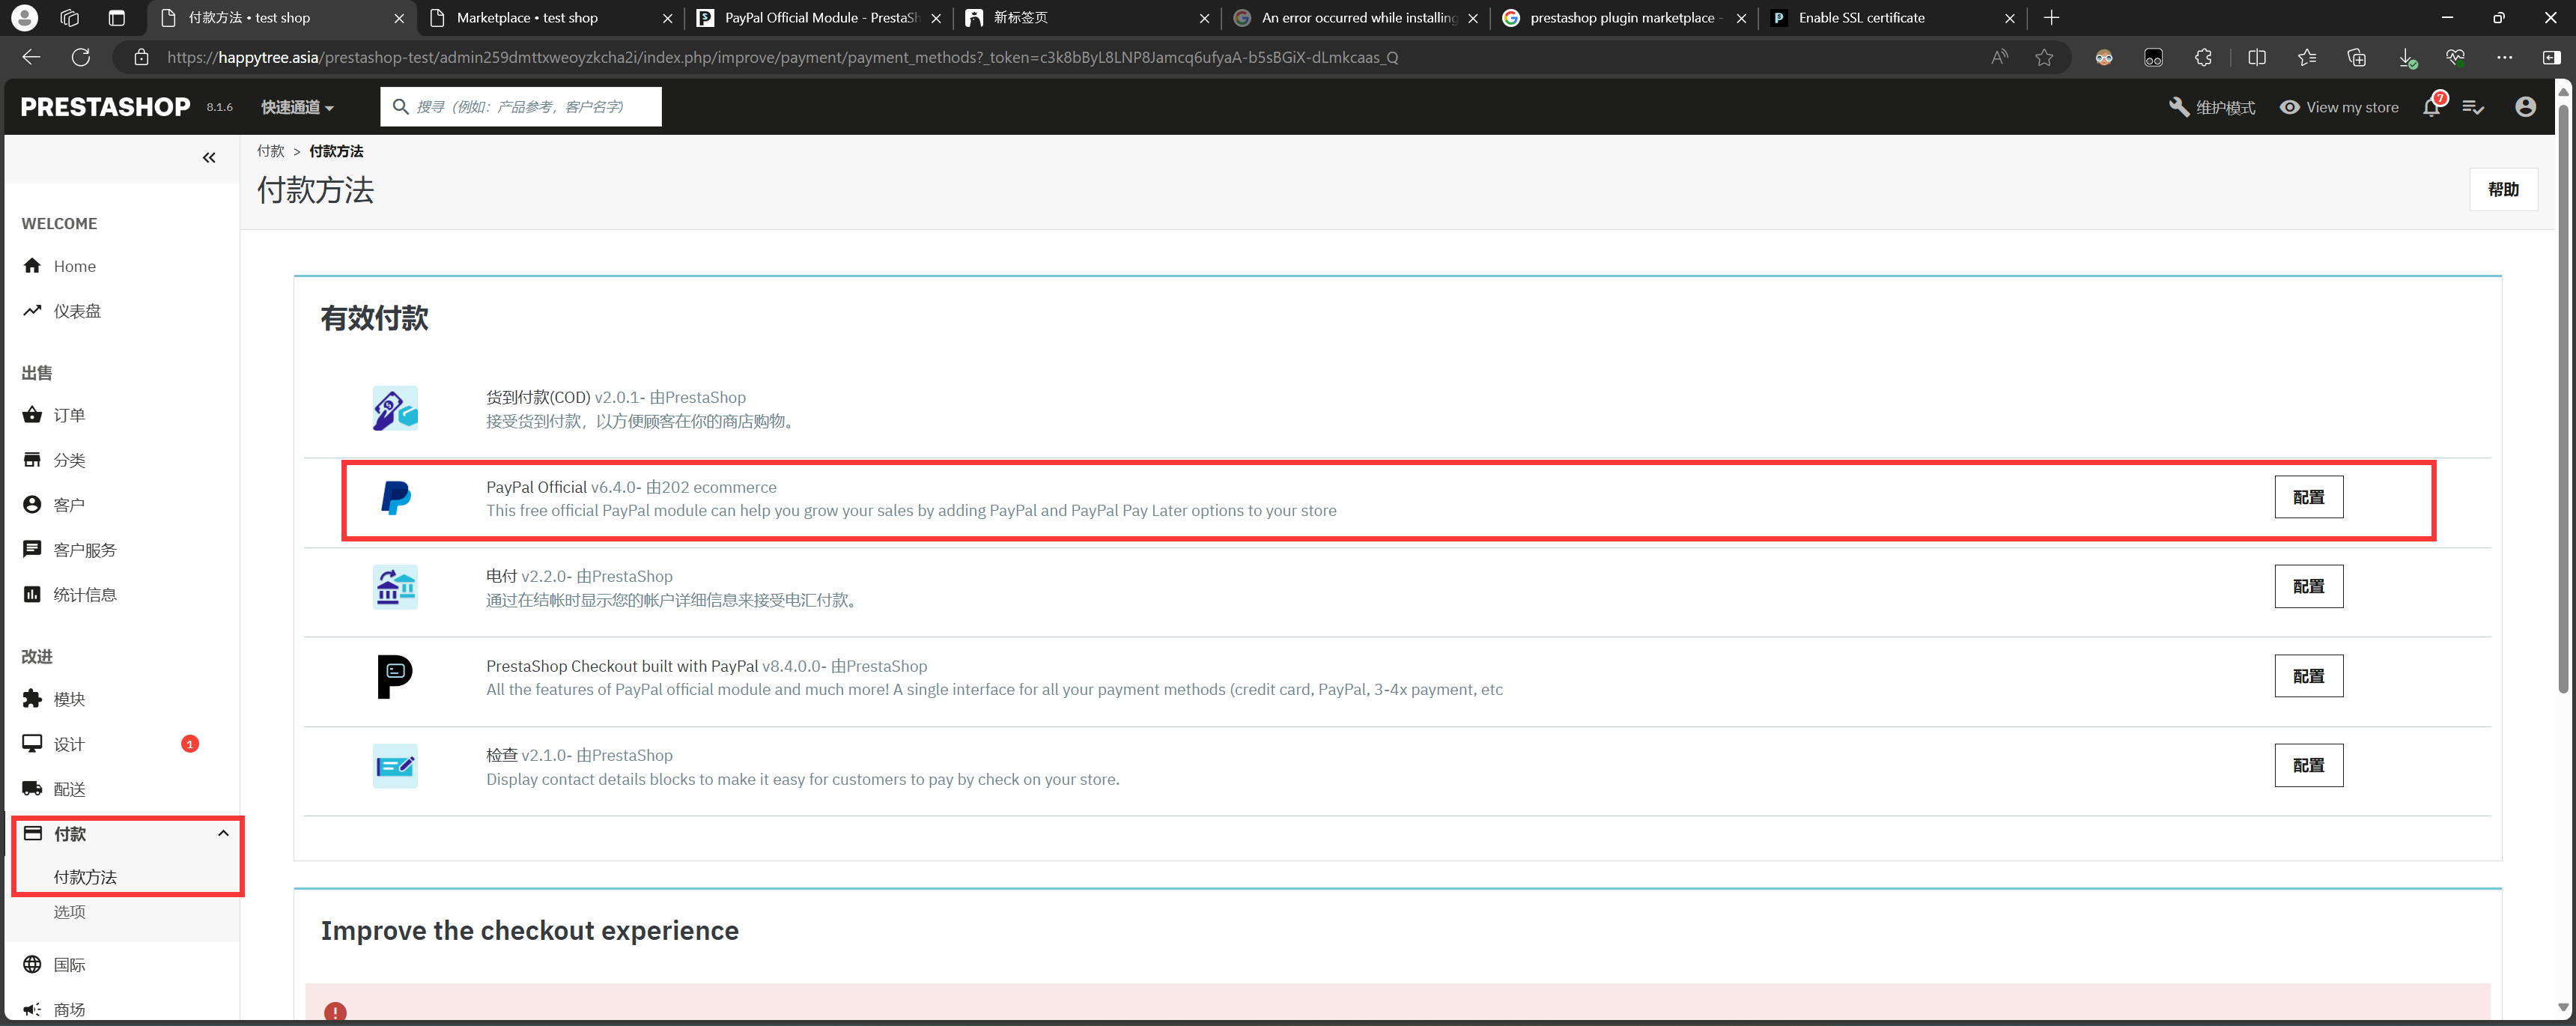 付款方法 • test shop
Marketplace • test shop
PayPal Official Module - PrestaSh
新标签页
An error occurred while installing
prestashop plugin marketplace -
Enable SSL certificate
https://happytree.asia/prestashop-test/admin259dmttxweoyzkcha2i/index.php/improve/payment/payment_methods?_token=c3k8bByL8LNP8Jamcq6ufyaA-b5sBGiX-dLmkcaas_Q
PRESTASHOP 8.1.6 快速通道 搜寻（例如：产品参考，客户名字） 维护模式 View my store 7
付款 > 付款方法
付款方法
帮助
WELCOME
Home
仪表盘
出售
订单
分类
客户
客户服务
统计信息
改进
模块
设计 1
配送
付款
付款方法
选项
国际
商场
有效付款
货到付款(COD) v2.0.1- 由PrestaShop
接受货到付款，以方便顾客在你的商店购物。
PayPal Official v6.4.0- 由202 ecommerce
This free official PayPal module can help you grow your sales by adding PayPal and PayPal Pay Later options to your store
配置
电付 v2.2.0- 由PrestaShop
通过在结帐时显示您的帐户详细信息来接受电汇付款。
配置
PrestaShop Checkout built with PayPal v8.4.0.0- 由PrestaShop
All the features of PayPal official module and much more! A single interface for all your payment methods (credit card, PayPal, 3-4x payment, etc
配置
检查 v2.1.0- 由PrestaShop
Display contact details blocks to make it easy for customers to pay by check on your store.
配置
Improve the checkout experience